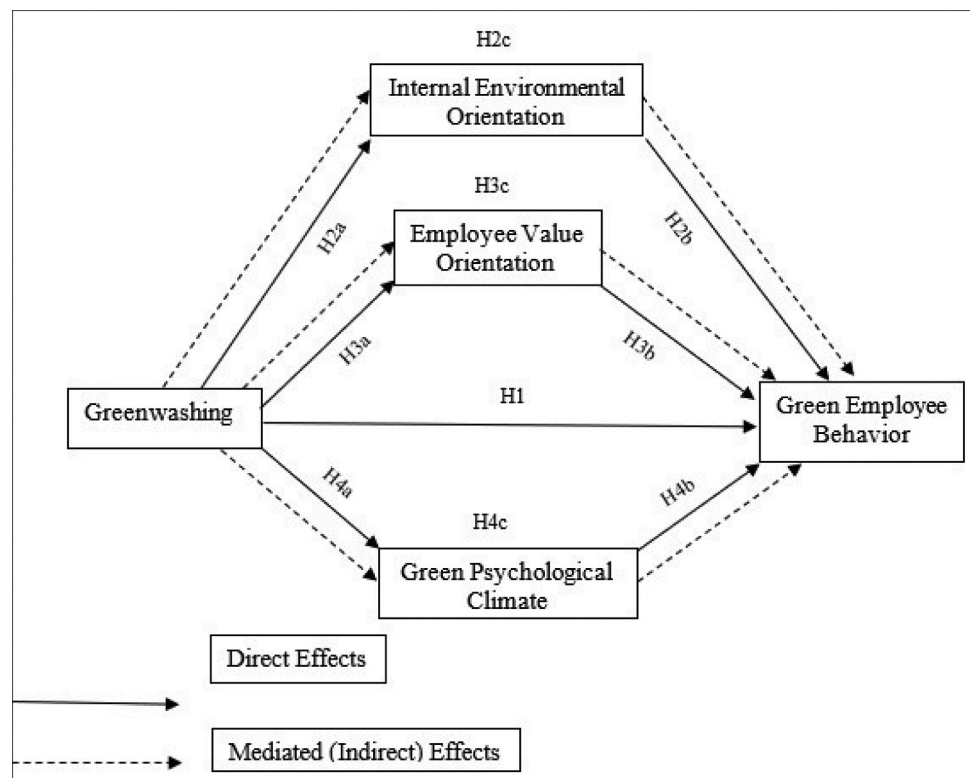 H2c
Internal Environmental
Orientation
H2a
H2b
H3c
Employee Value
Orientation
H3a
H3b
Greenwashing
H1
Green Employee
Behavior
H4a
H4b
H4c
Green Psychological
Climate
Direct Effects
Mediated (Indirect) Effects